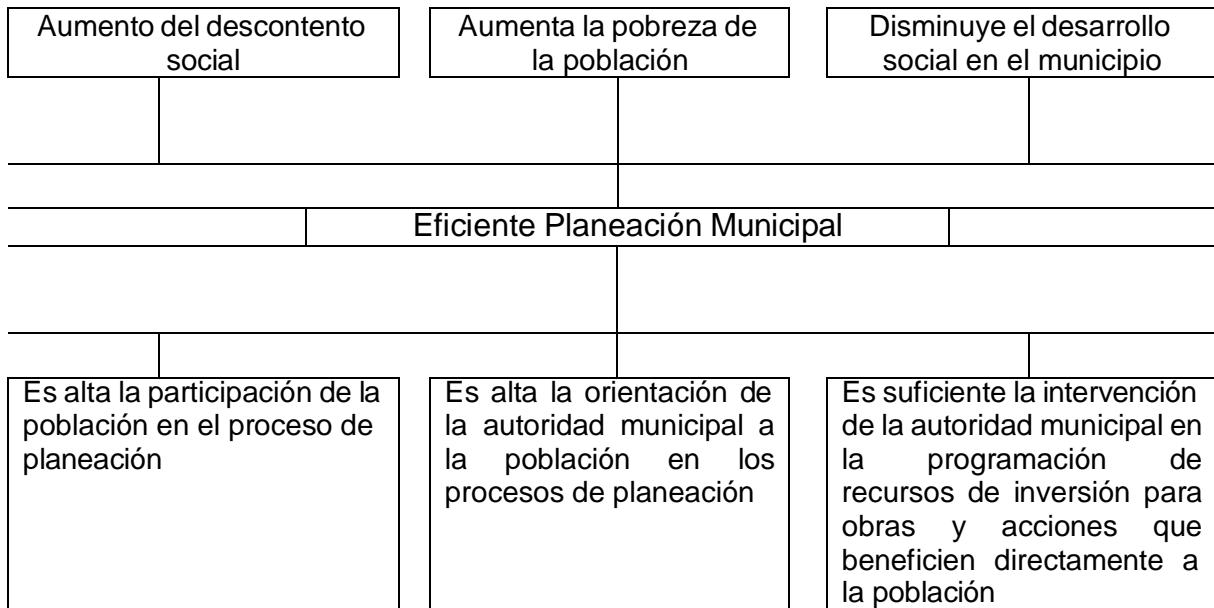 Aumento del descontento
social
Aumenta la pobreza de
la población
Disminuye el desarrollo
social en el municipio
Eficiente Planeación Municipal
Es alta la participación de la
población en el proceso de
planeación
Es alta la orientación de
la autoridad municipal a
la población en los
procesos de planeación
Es suficiente la intervención
de la autoridad municipal en
la programación de
recursos de inversión para
obras y acciones que
beneficien directamente a
la población